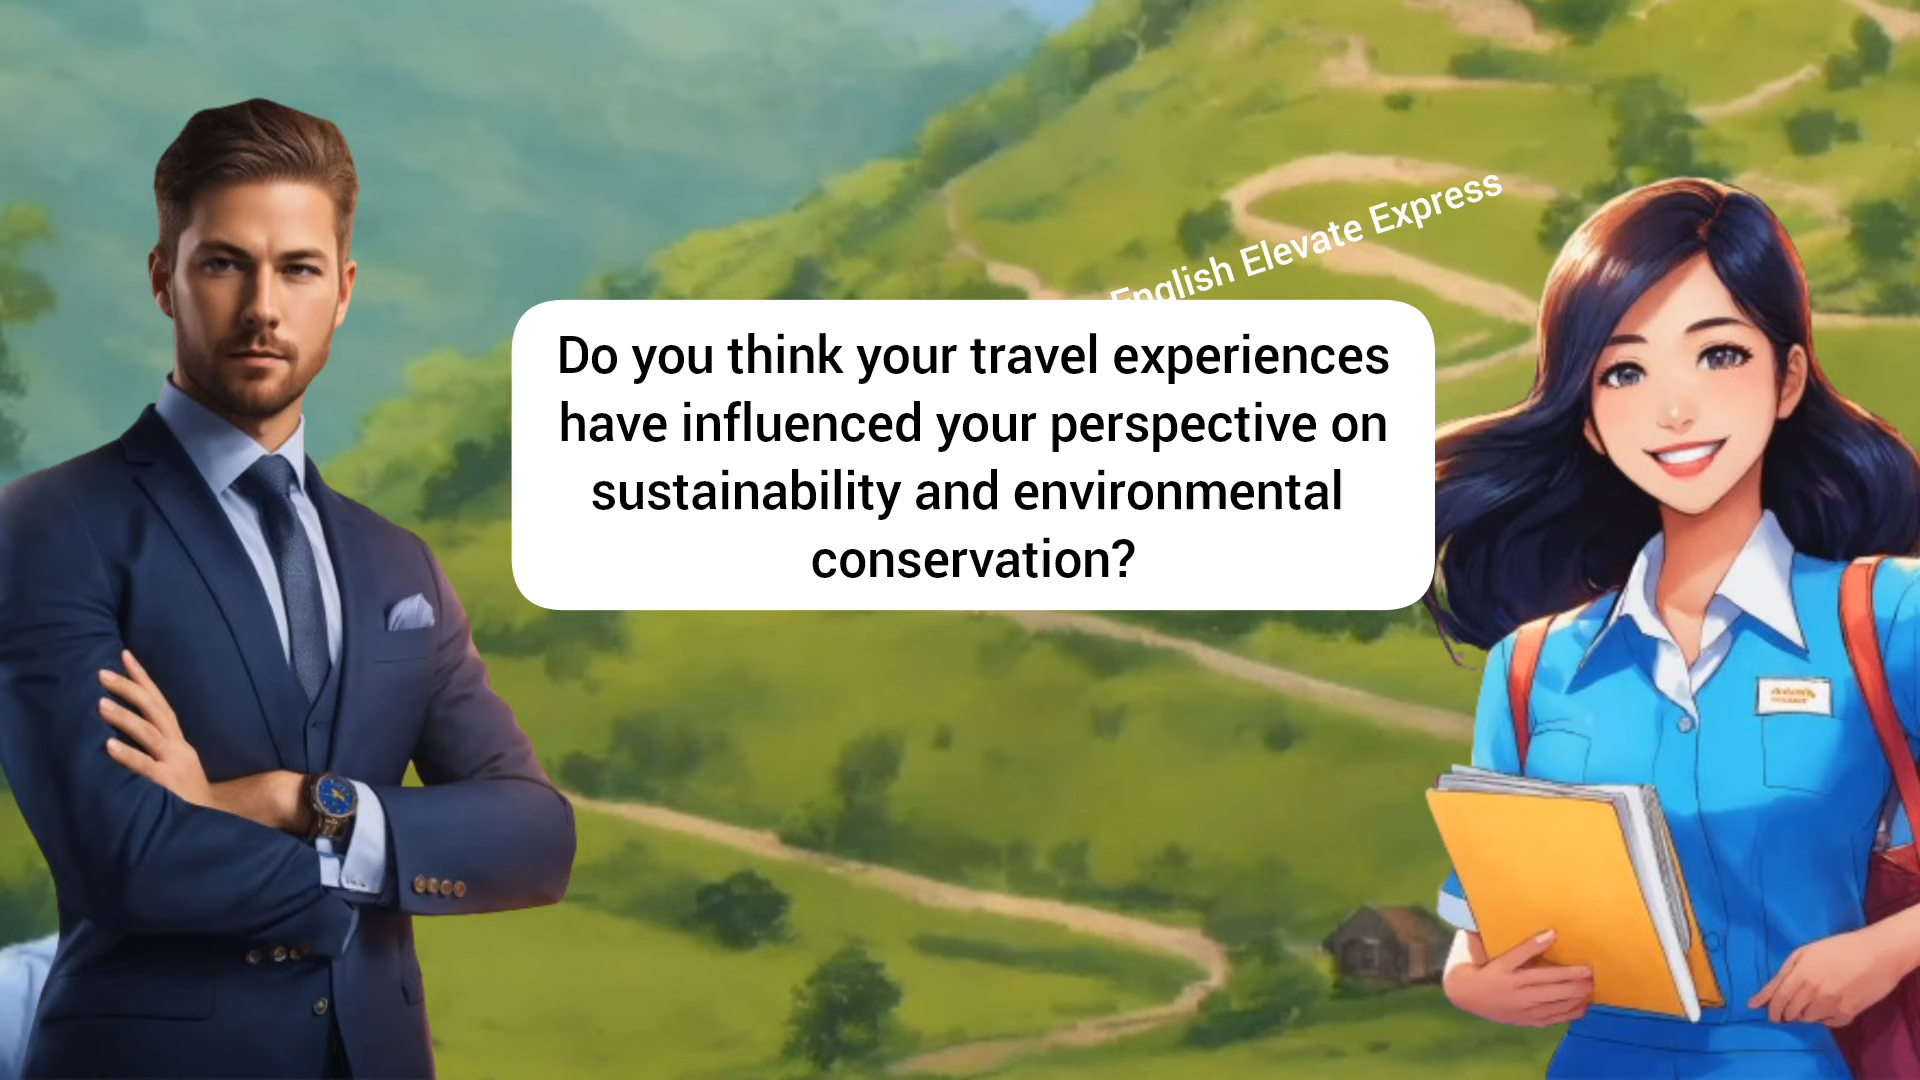 English Elevate Express
Do you think your travel experiences
have influenced your perspective on
sustainability and environmental
conservation?